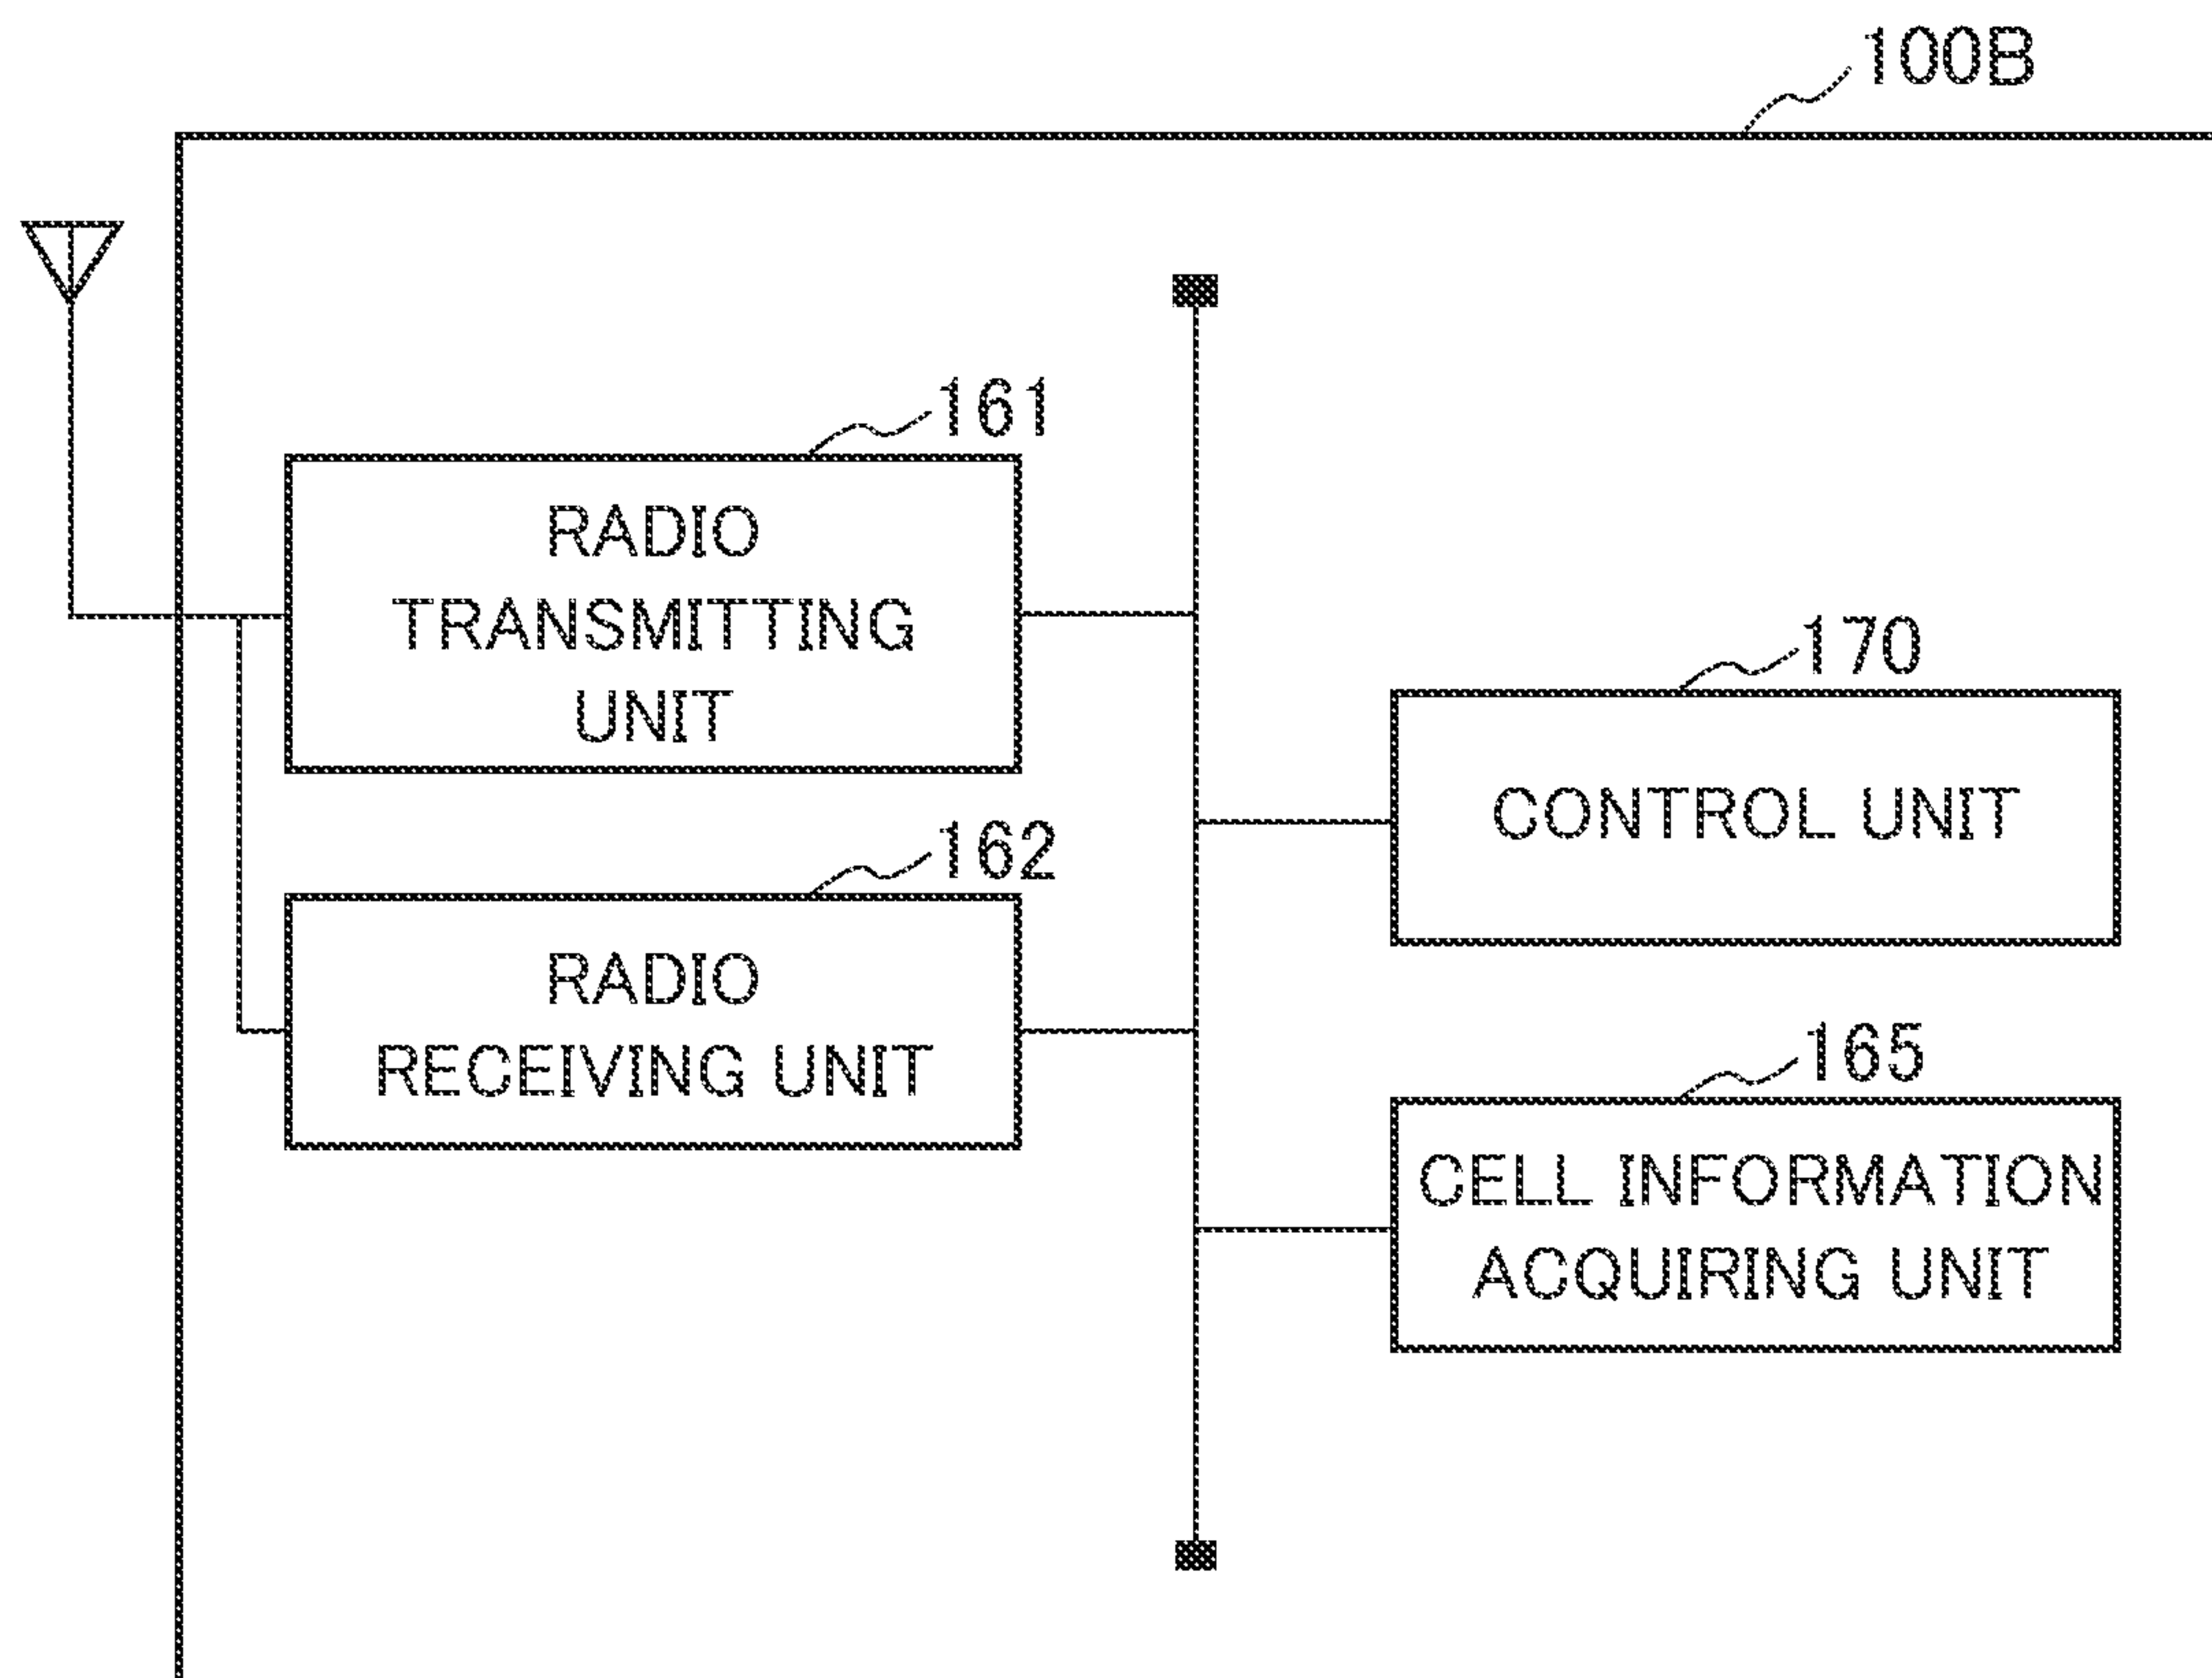 100B
161
RADIO
TRANSMITTING
UNIT
170
CONTROL UNIT
162
RADIO
RECEIVING UNIT
165
CELL INFORMATION
ACQUIRING UNIT